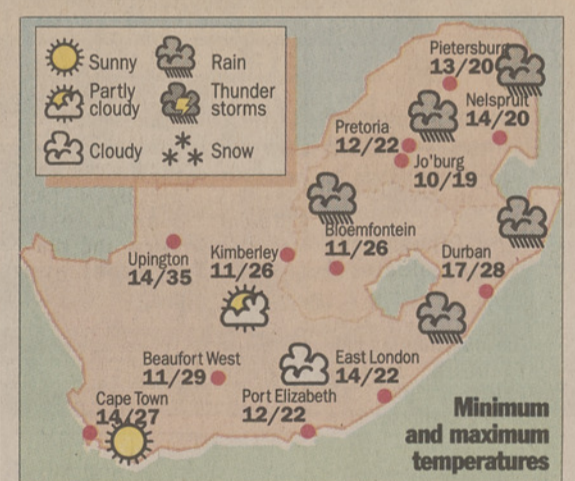 Sunny
Rain
Partly
cloudy
Thunder
storms
Cloudy
Snow
Pietersburg
13/20
Nelspruit
14/20
Pretoria
12/22
Jo'burg
10/19
Bloemfontein
11/26
Upington
14/35
Kimberley
11/26
Durban
17/28
Beaufort West
11/29
East London
14/22
Cape Town
14/27
Port Elizabeth
12/22
Minimum
and maximum
temperatures